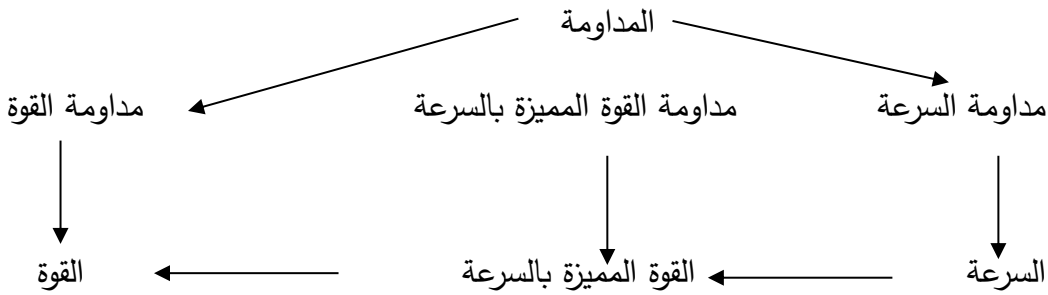 المداومة
مداومة السرعة مداومة القوة المميزة بالسرعة مداومة القوة
السرعة القوة المميزة بالسرعة القوة